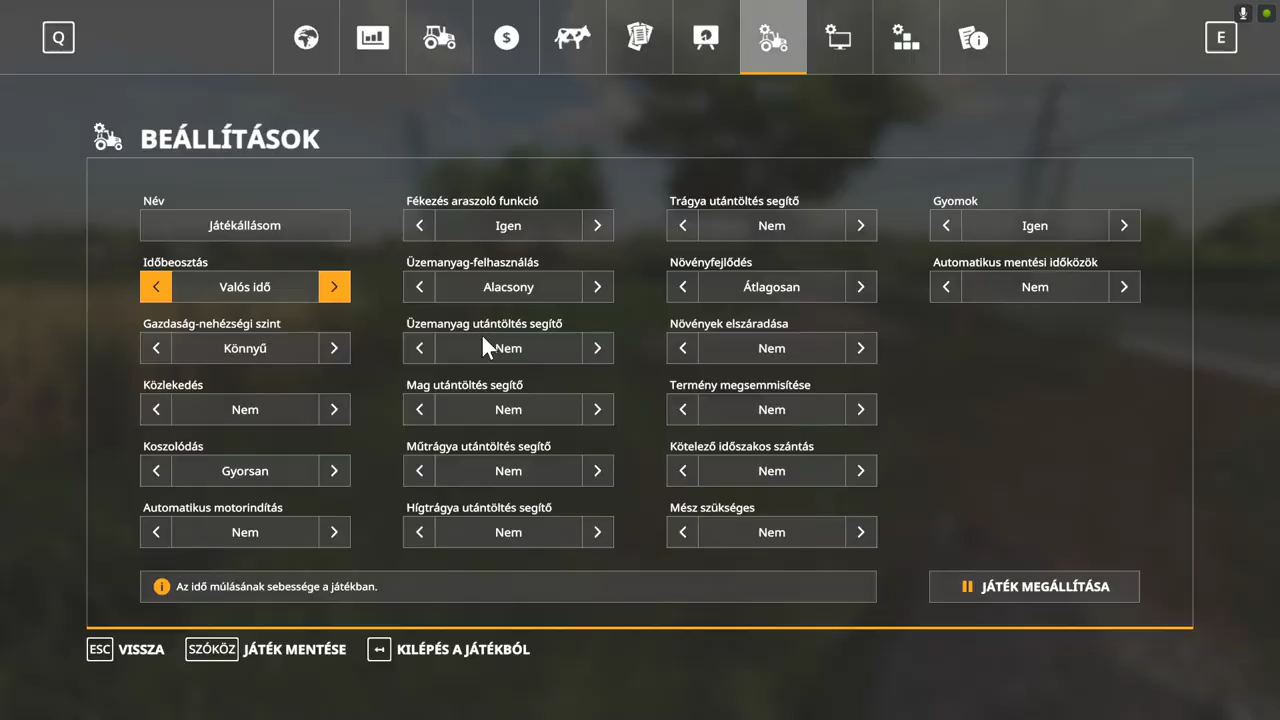 Q
E
BEÁLLÍTÁSOK
Név
Játékállásom
Időbeosztás
Valós idő
Gazdaság-nehézségi szint
Könnyű
Közlekedés
Nem
Koszolódás
Gyorsan
Automatikus motorindítás
Nem
Fékezés araszoló funkció
Igen
Üzemanyag-felhasználás
Alacsony
Üzemanyag utántöltés segítő
Nem
Mag utántöltés segítő
Nem
Műtrágya utántöltés segítő
Nem
Hígtrágya utántöltés segítő
Nem
Trágya utántöltés segítő
Nem
Növényfejlődés
Átlagosan
Növények elszáradása
Nem
Termény megsemmisítése
Nem
Kötelező időszakos szántás
Nem
Mész szükséges
Nem
Gyomok
Igen
Automatikus mentési időközök
Nem
Az idő múlásának sebessége a játékban.
JÁTÉK MEGÁLLÍTÁSA
ESC VISSZA SZÓKÖZ JÁTÉK MENTÉSE KILÉPÉS A JÁTÉKBÓL